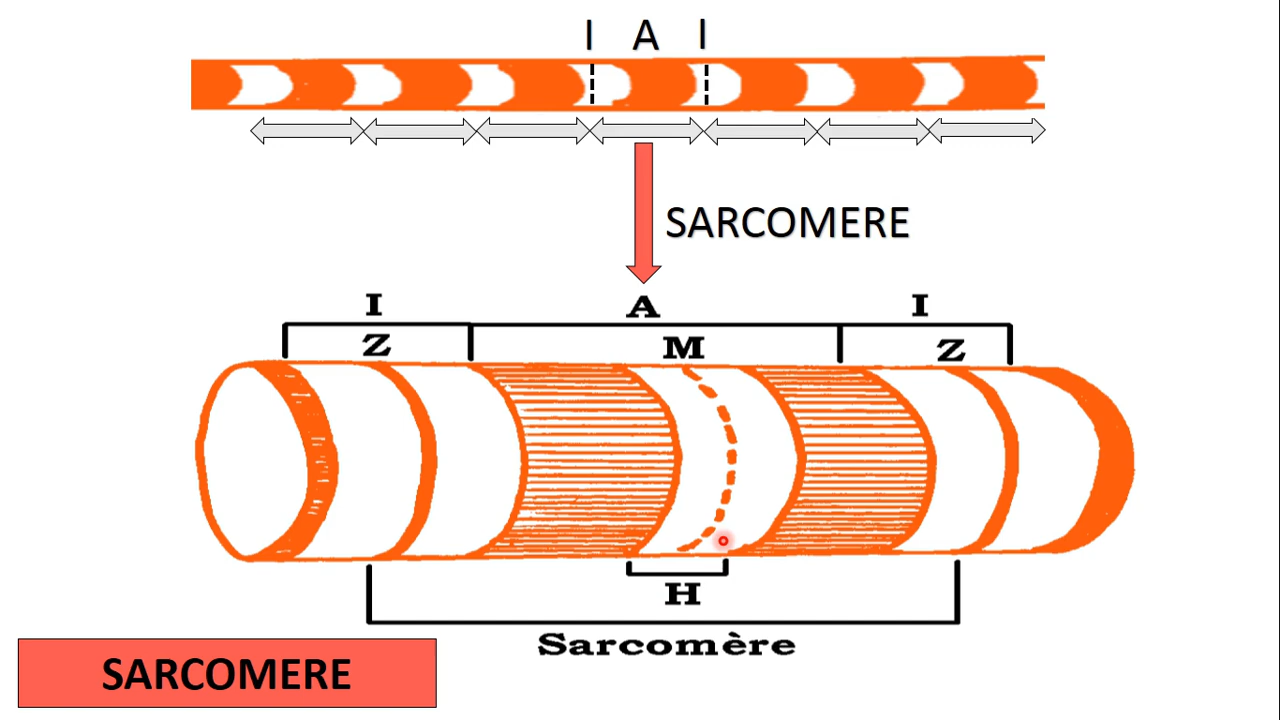 I A I
SARCOMERE
I A I
Z M Z
H
Sarcomère
SARCOMERE